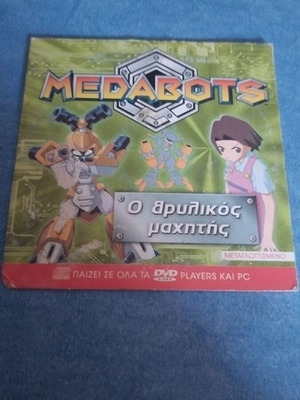 MEDABOTS
Ο θρυλικός
μαχητής
ΜΕΤΑΓΛΩΤΤΙΣΜΕΝΟ
ΠΑΙΖΕΙ ΣΕ ΟΛΑ ΤΑ DVD PLAYERS ΚΑΙ PC